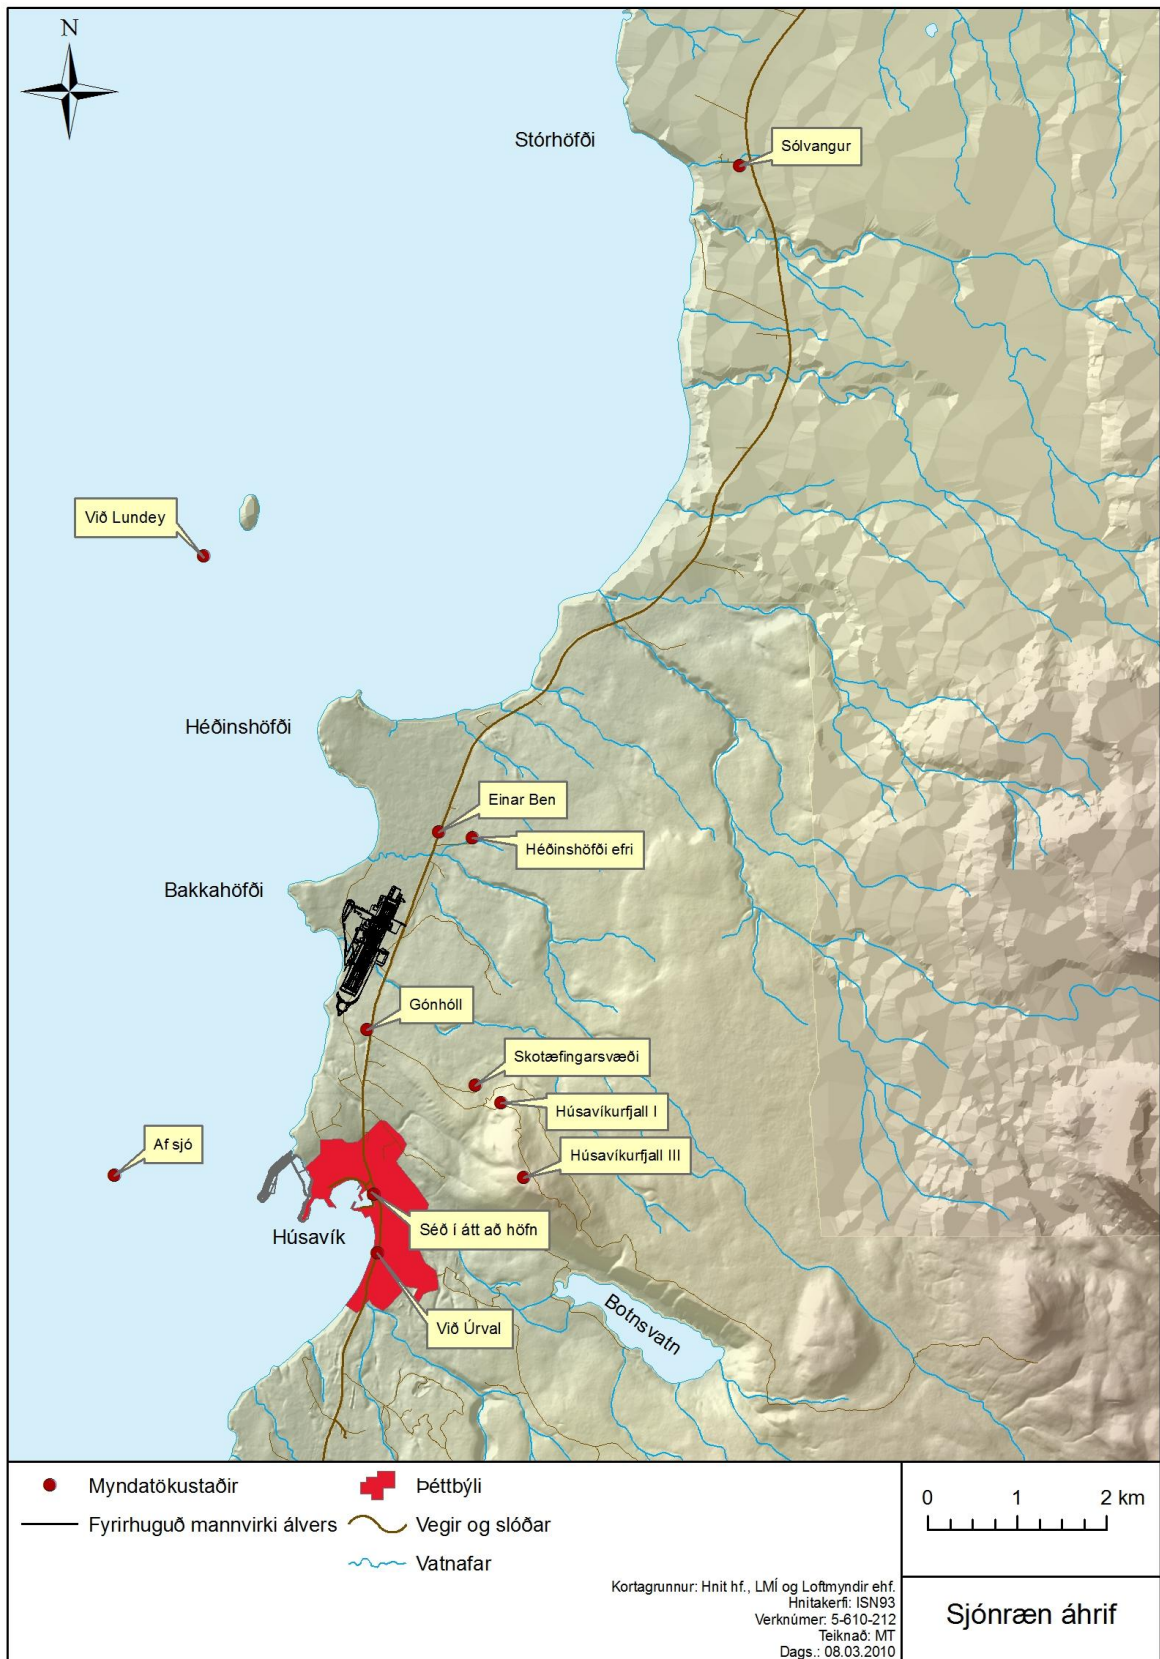 N
Stórhöfði
Sólvangur
Við Lundey
Héðinshöfði
Einar Ben
Héðinshöfði efri
Bakkahöfði
Gónhóll
Skotæfingarsvæði
Húsavíkurfjall I
Af sjó
Húsavíkurfjall III
Séð í átt að höfn
Húsavík
Við Úrval
Botnsvatn
Myndatökustaðir
Þéttbýli
Fyrirhuguð mannvirki álvers
Vegir og slóðar
Vatnafar
0 1 2 km
Kortagrunnur: Hnit hf., LMÍ og Loftmyndir ehf.
Hnitakerfi: ISN93
Verknúmer: 5-610-212
Teiknað: MT
Dags.: 08.03.2010
Sjónræn áhrif